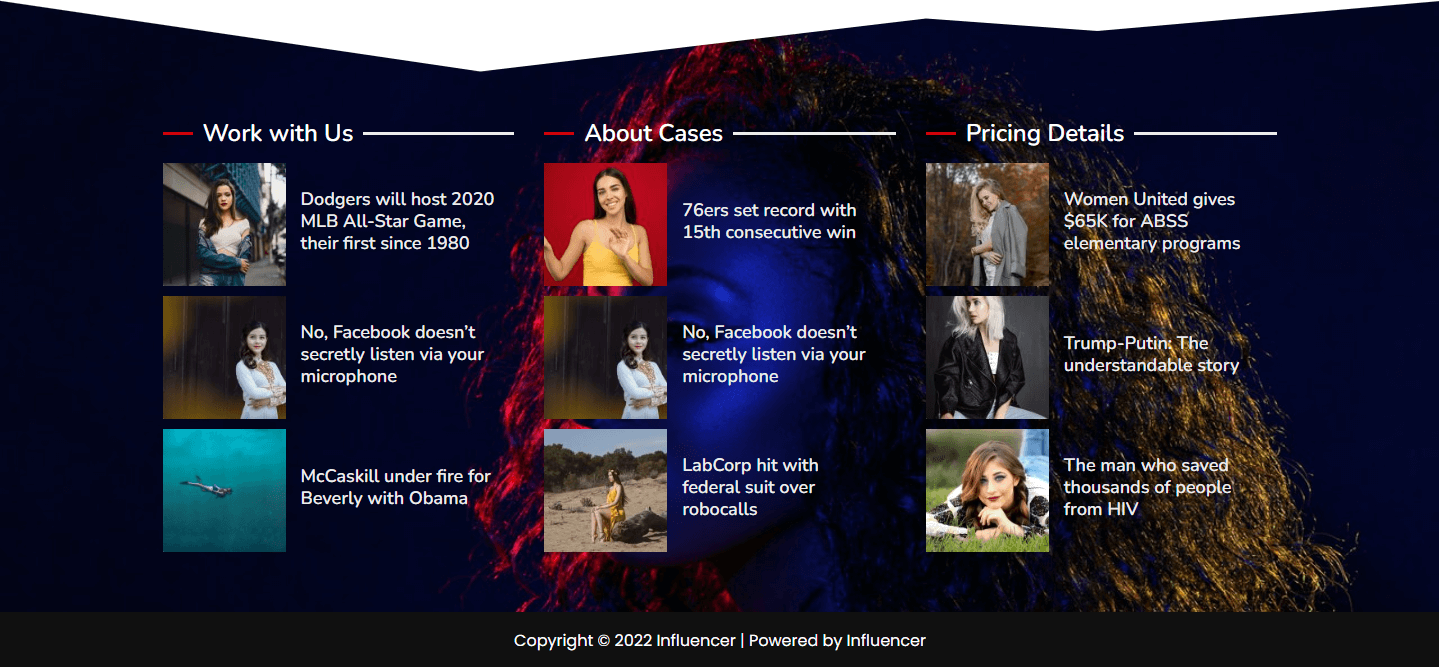 Work with Us
Dodgers will host 2020
MLB All-Star Game,
their first since 1980
No, Facebook doesn’t
secretly listen via your
microphone
McCaskill under fire for
Beverly with Obama
About Cases
76ers set record with
15th consecutive win
No, Facebook doesn’t
secretly listen via your
microphone
LabCorp hit with
federal suit over
robocalls
Pricing Details
Women United gives
$65K for ABSS
elementary programs
Trump-Putin: The
understandable story
The man who saved
thousands of people
from HIV
Copyright © 2022 Influencer | Powered by Influencer